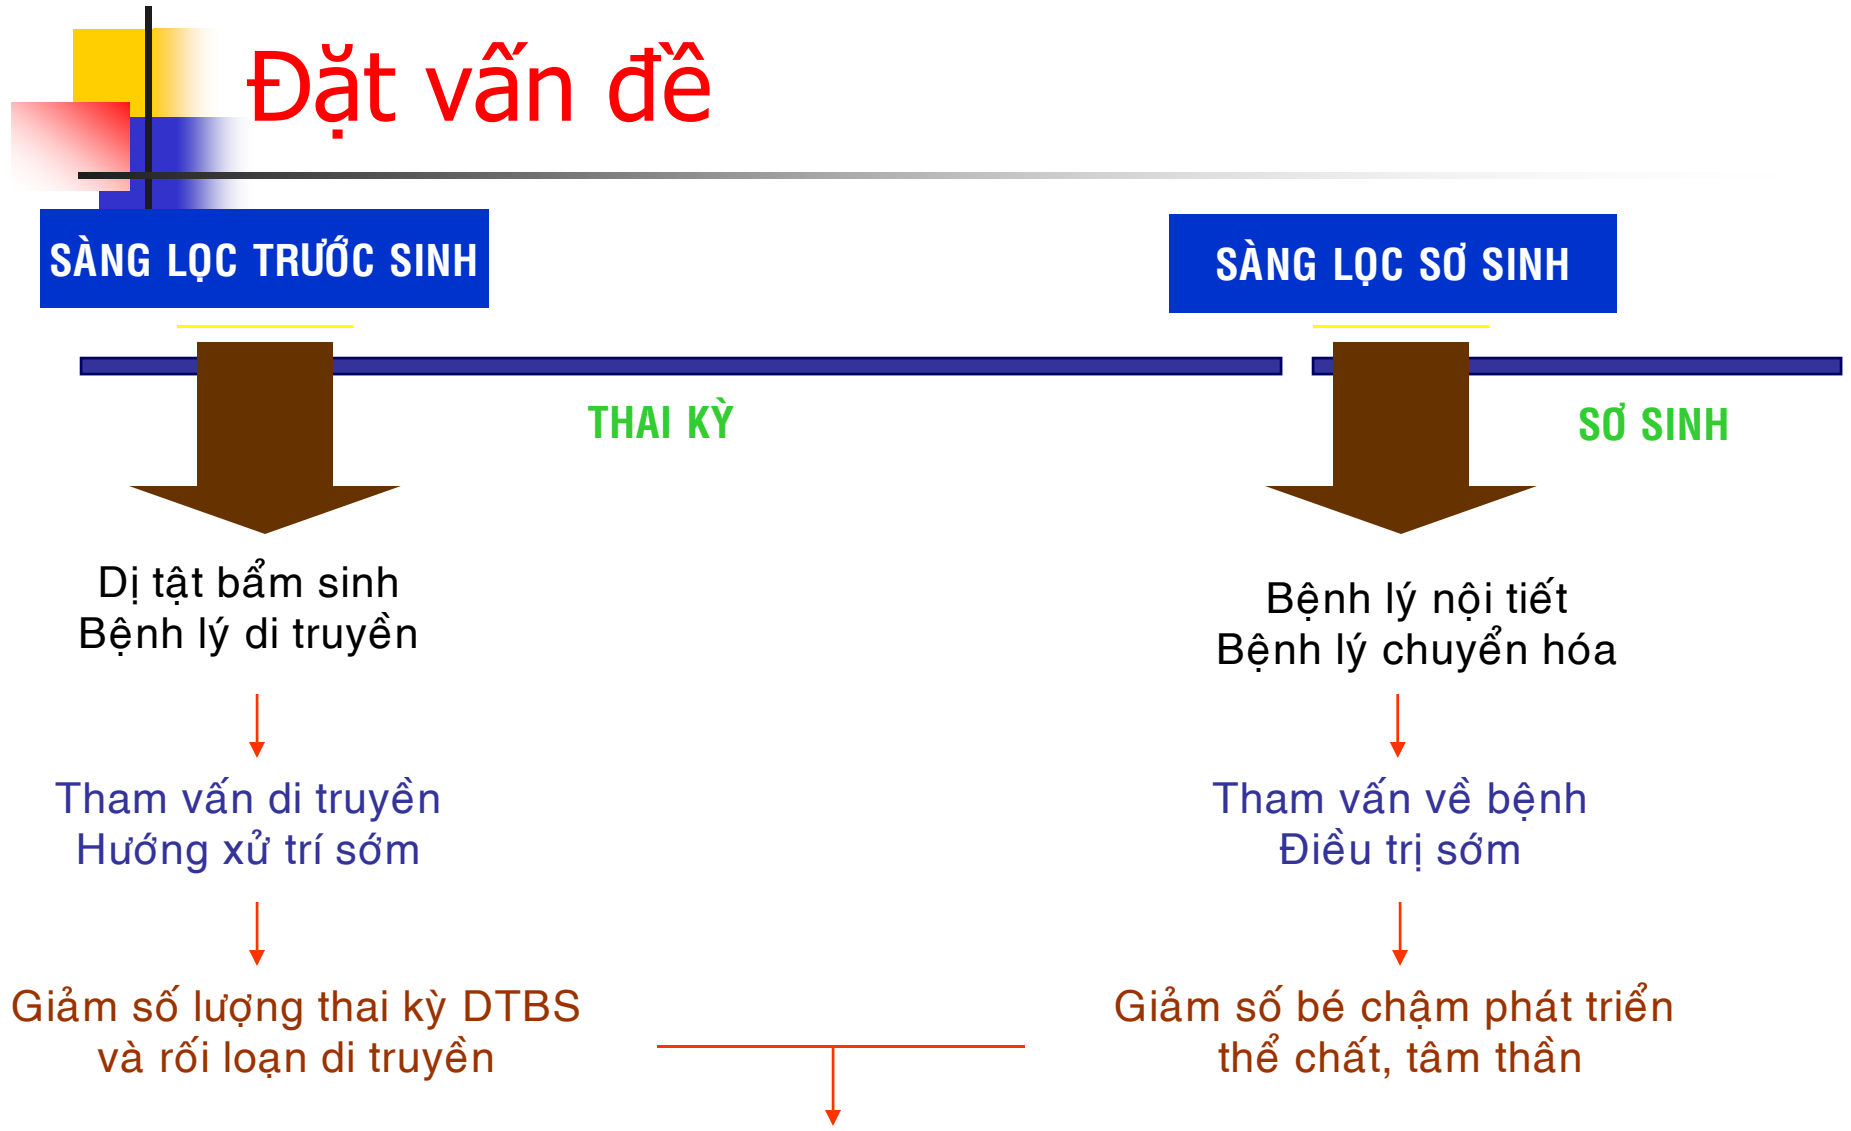 Đặt vấn đề
SÀNG LỌC TRƯỚC SINH
SÀNG LỌC SƠ SINH
THAI KỲ
SƠ SINH
Dị tật bẩm sinh
Bệnh lý di truyền
Bệnh lý nội tiết
Bệnh lý chuyển hóa
Tham vấn di truyền
Hướng xử trí sớm
Tham vấn về bệnh
Điều trị sớm
Giảm số lượng thai kỳ DTBS
và rối loạn di truyền
Giảm số bé chậm phát triển
thể chất, tâm thần